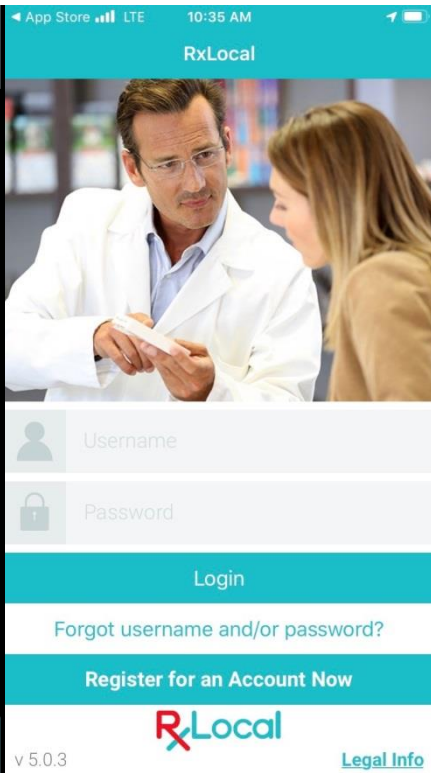 App Store LTE 10:35 AM
RxLocal
Username
Password
Login
Forgot username and/or password?
Register for an Account Now
RxLocal
v 5.0.3
Legal Info